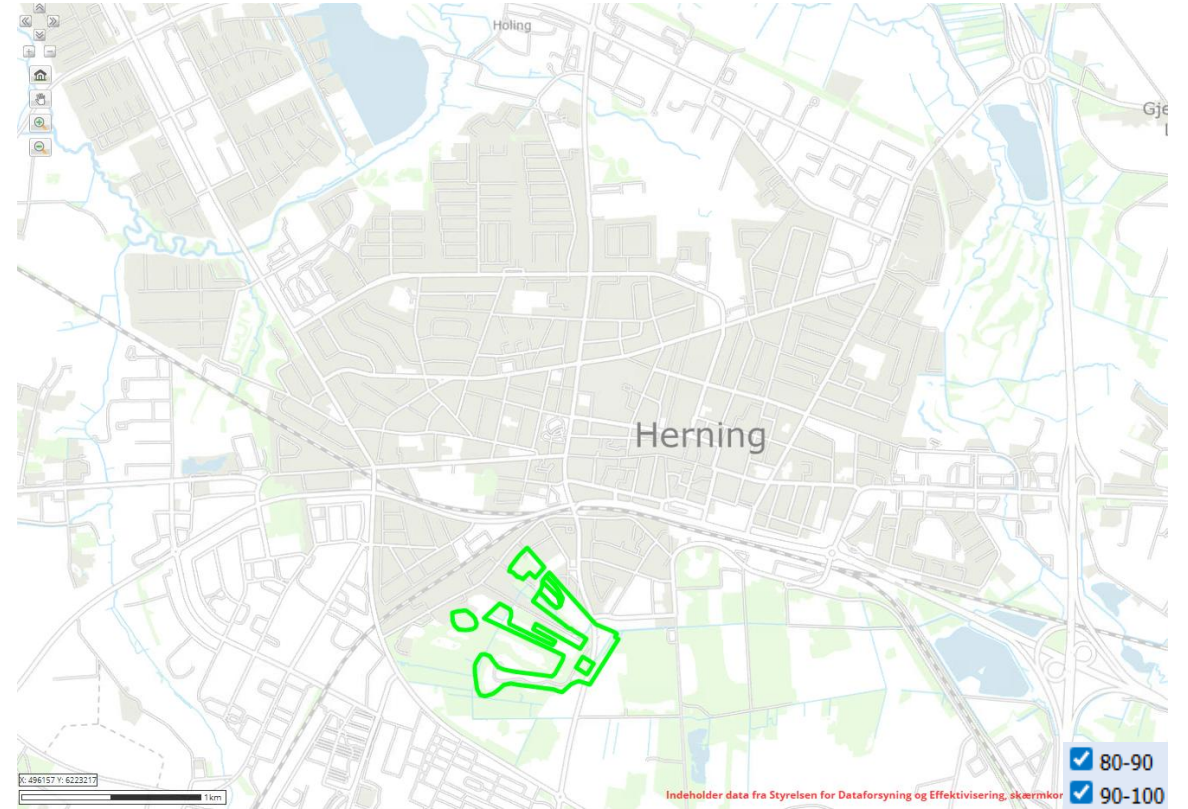 Holing
Gje
Herning
X: 496157 Y: 6223217
1km
Indeholder data fra Styrelsen for Dataforsyning og Effektivisering, skærmkor
80-90
90-100